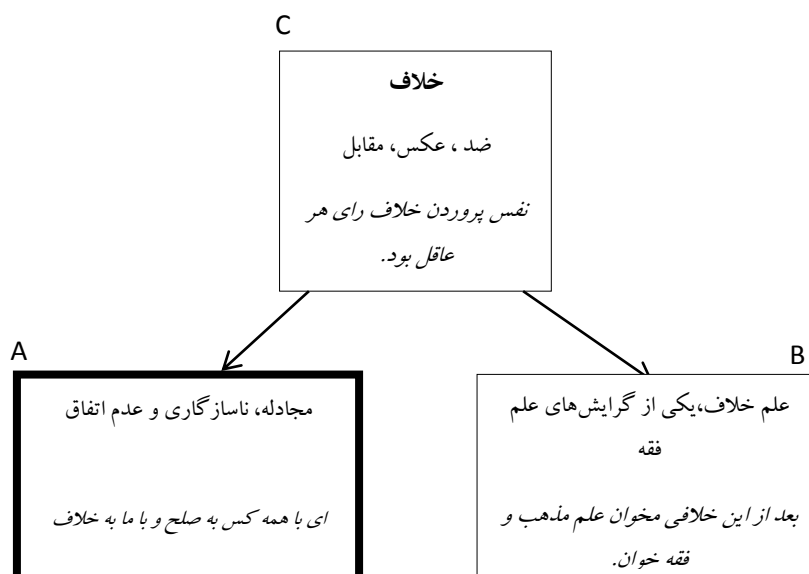 C
خلاف
ضد ، عکس، مقابل
نفس پروردن خلاف رای هر
عاقل بود.
A
B
مجادله، ناسازگاری و عدم اتفاق
ای با همه کس به صلح و با ما به خلاف
علم خلاف،یکی از گرایش‌های علم
فقه
بعد از این خلافی مخوان علم مذهب و
فقه خوان.